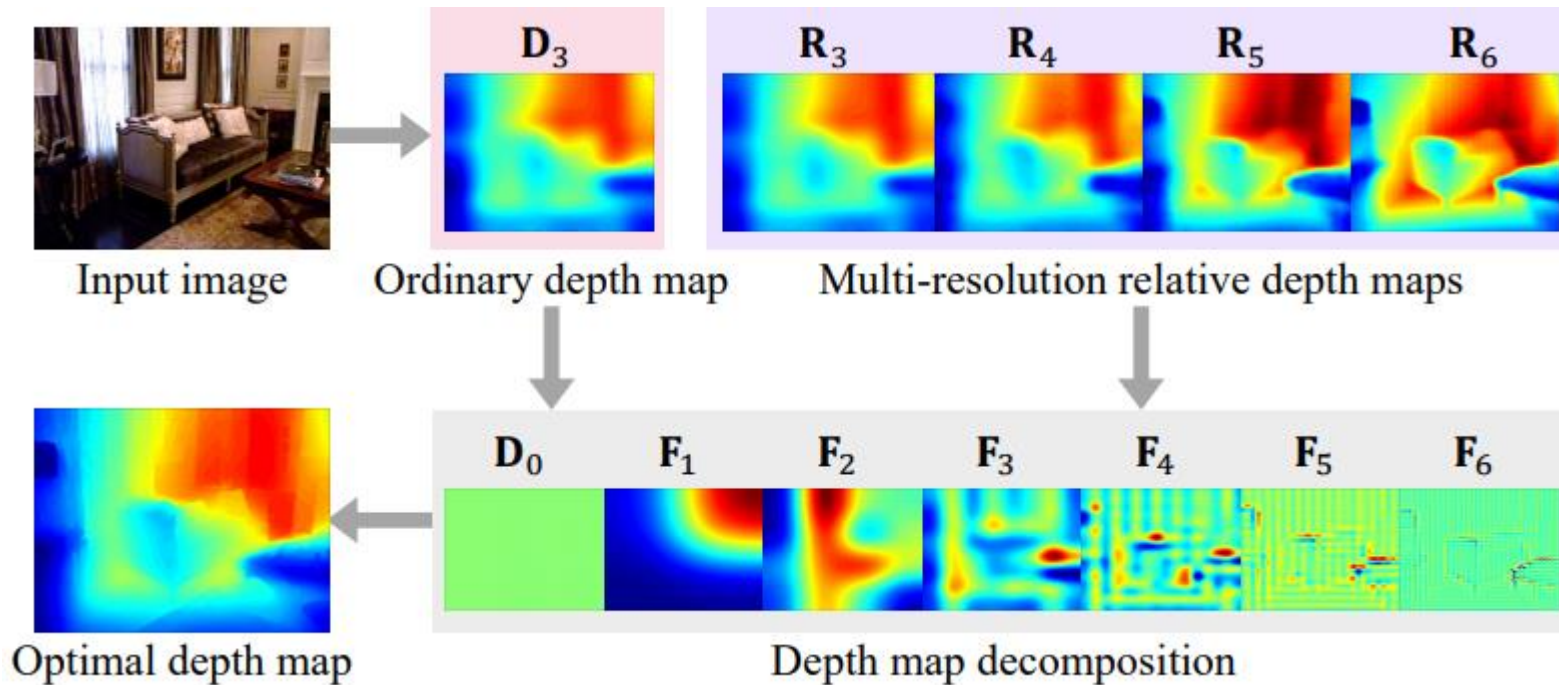 D₃
R₃ R₄ R₅ R₆
Input image
Ordinary depth map
Multi-resolution relative depth maps
D₀ F₁ F₂ F₃ F₄ F₅ F₆
Optimal depth map
Depth map decomposition